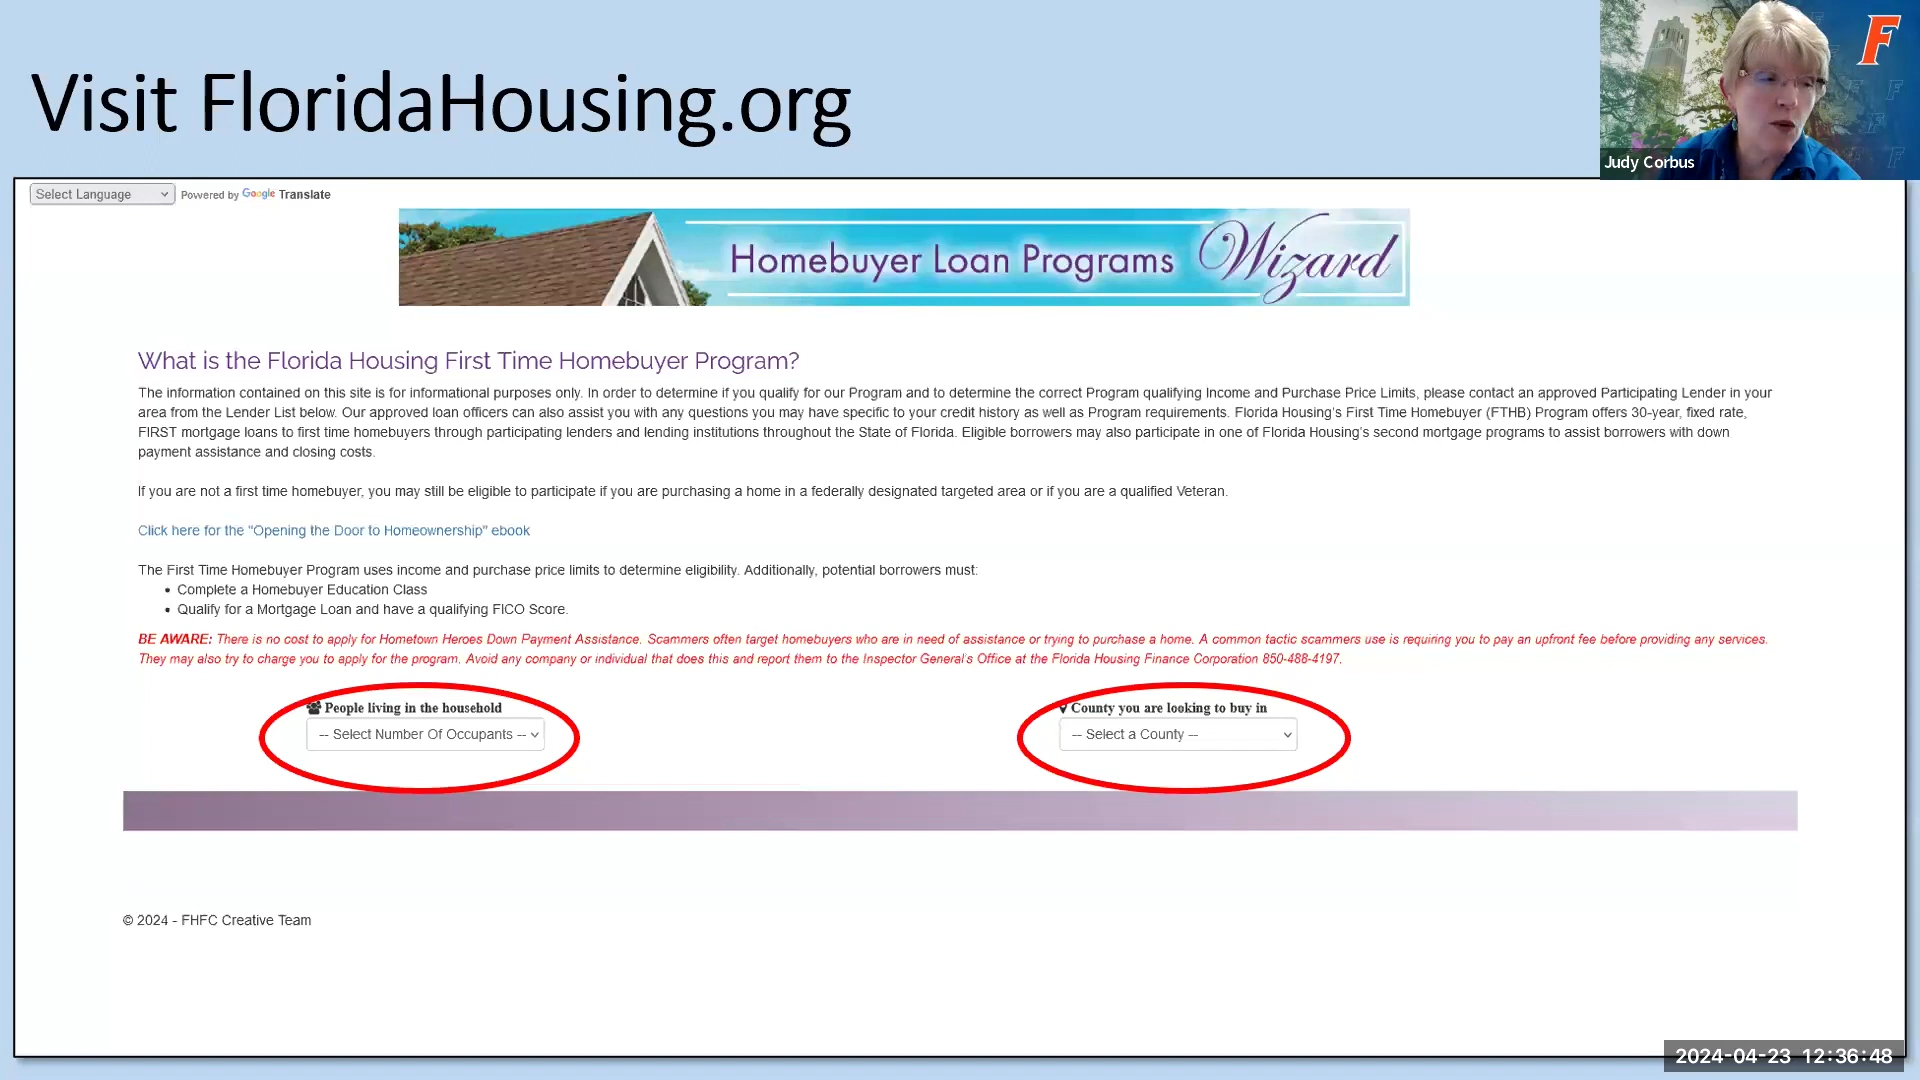 Visit FloridaHousing.org
F
Judy Corbus
Select Language
Powered by Google Translate
Homebuyer Loan Programs Wizard
What is the Florida Housing First Time Homebuyer Program?
The information contained on this site is for informational purposes only. In order to determine if you qualify for our Program and to determine the correct Program qualifying Income and Purchase Price Limits, please contact an approved Participating Lender in your
area from the Lender List below. Our approved loan officers can also assist you with any questions you may have specific to your credit history as well as Program requirements. Florida Housing's First Time Homebuyer (FTHB) Program offers 30-year, fixed rate,
FIRST mortgage loans to first time homebuyers through participating lenders and lending institutions throughout the State of Florida. Eligible borrowers may also participate in one of Florida Housing's second mortgage programs to assist borrowers with down
payment assistance and closing costs.
If you are not a first time homebuyer, you may still be eligible to participate if you are purchasing a home in a federally designated targeted area or if you are a qualified Veteran.
Click here for the "Opening the Door to Homeownership" ebook
The First Time Homebuyer Program uses income and purchase price limits to determine eligibility. Additionally, potential borrowers must:
• Complete a Homebuyer Education Class
• Qualify for a Mortgage Loan and have a qualifying FICO Score.
BE AWARE: There is no cost to apply for Hometown Heroes Down Payment Assistance. Scammers often target homebuyers who are in need of assistance or trying to purchase a home. A common tactic scammers use is requiring you to pay an upfront fee before providing any services.
They may also try to charge you to apply for the program. Avoid any company or individual that does this and report them to the Inspector General's Office at the Florida Housing Finance Corporation 850-488-4197.
People living in the household
-- Select Number Of Occupants --
County you are looking to buy in
-- Select a County --
© 2024 - FHFC Creative Team
2024-04-23 12:36:48